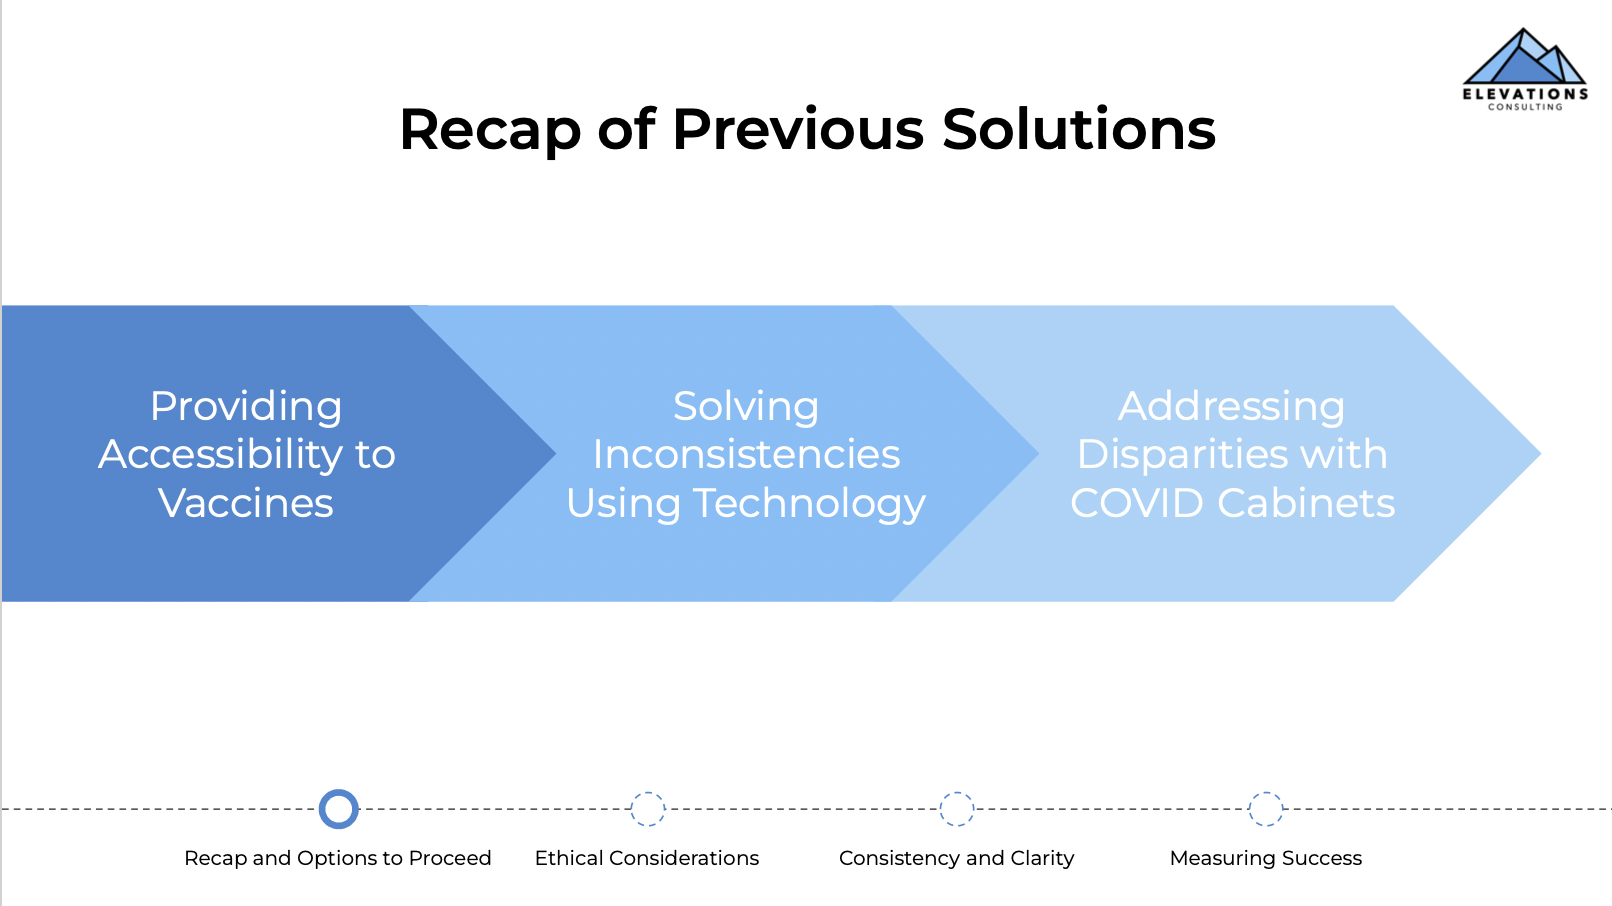 ELEVATIONS
CONSULTING
Recap of Previous Solutions
Providing
Accessibility to
Vaccines
Solving
Inconsistencies
Using Technology
Addressing
Disparities with
COVID Cabinets
Recap and Options to Proceed
Ethical Considerations
Consistency and Clarity
Measuring Success